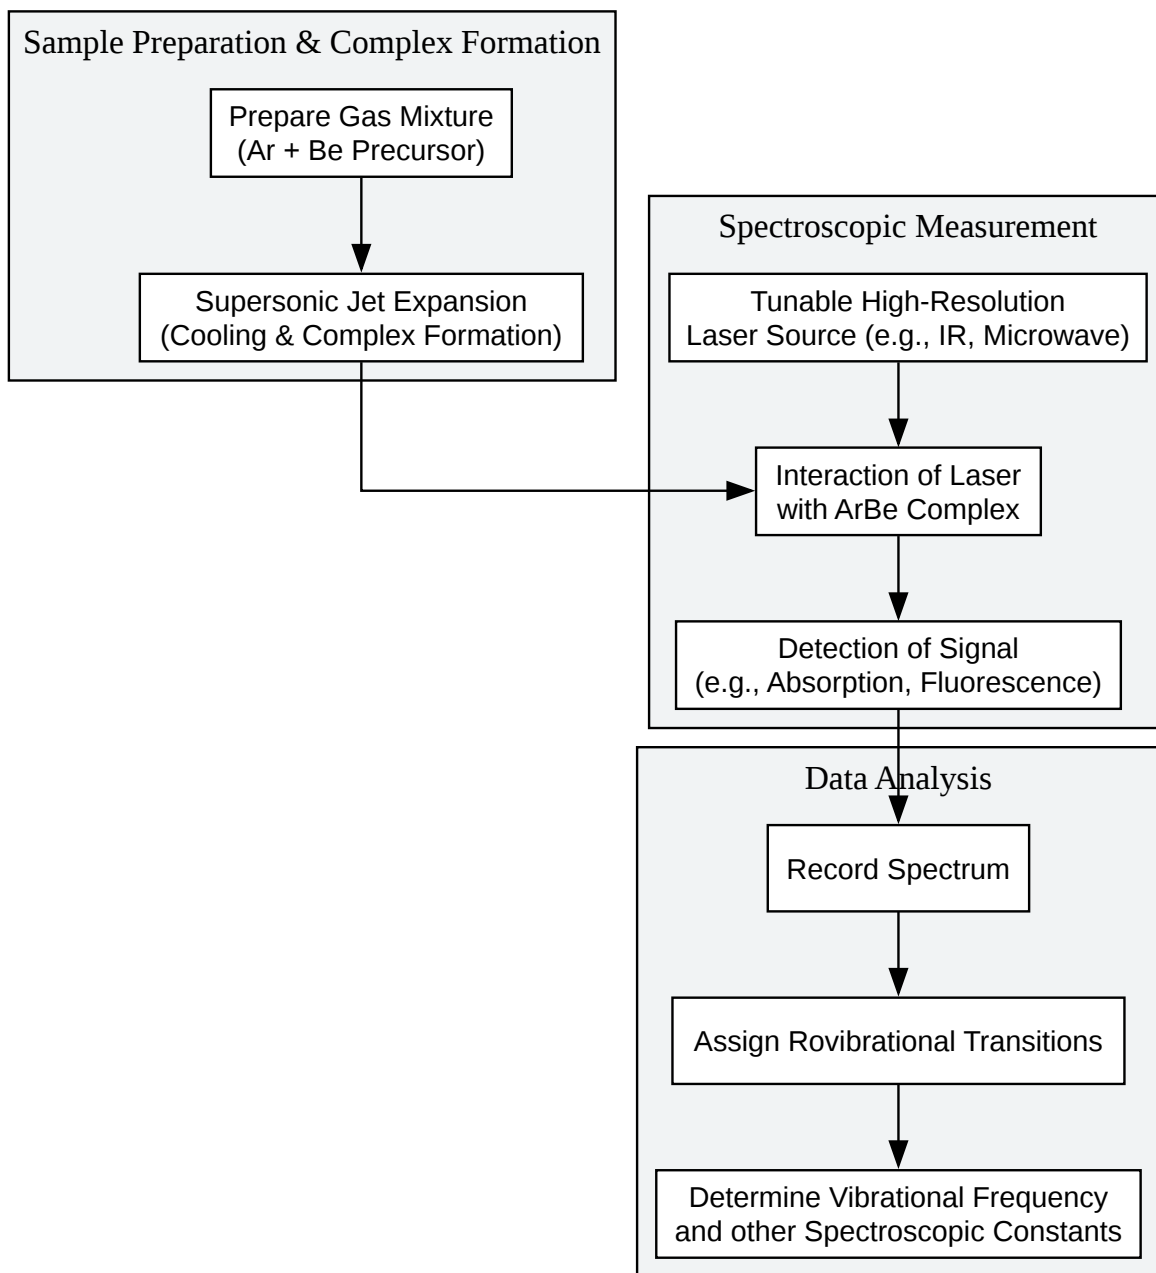 Sample Preparation & Complex Formation
Prepare Gas Mixture
(Ar + Be Precursor)
Supersonic Jet Expansion
(Cooling & Complex Formation)
Spectroscopic Measurement
Tunable High-Resolution
Laser Source (e.g., IR, Microwave)
Interaction of Laser
with ArBe Complex
Detection of Signal
(e.g., Absorption, Fluorescence)
Data Analysis
Record Spectrum
Assign Rovibrational Transitions
Determine Vibrational Frequency
and other Spectroscopic Constants